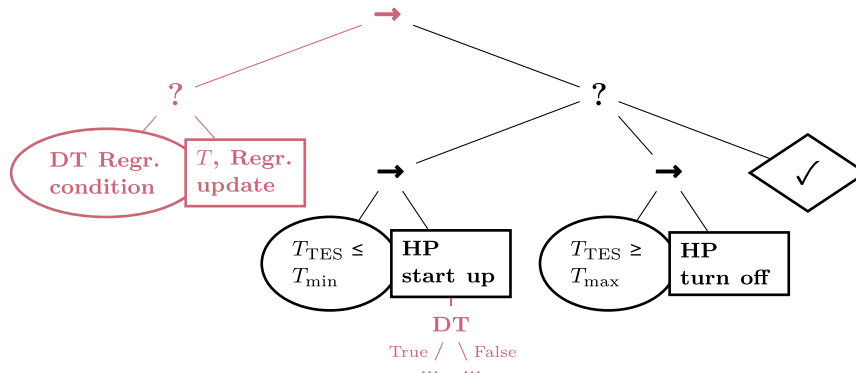 →
?
?
DT Regr.
condition
T, Regr.
update
→
→
✓
T_TES ≤
T_min
HP
start up
T_TES ≥
T_max
HP
turn off
DT
True / \ False
... ...